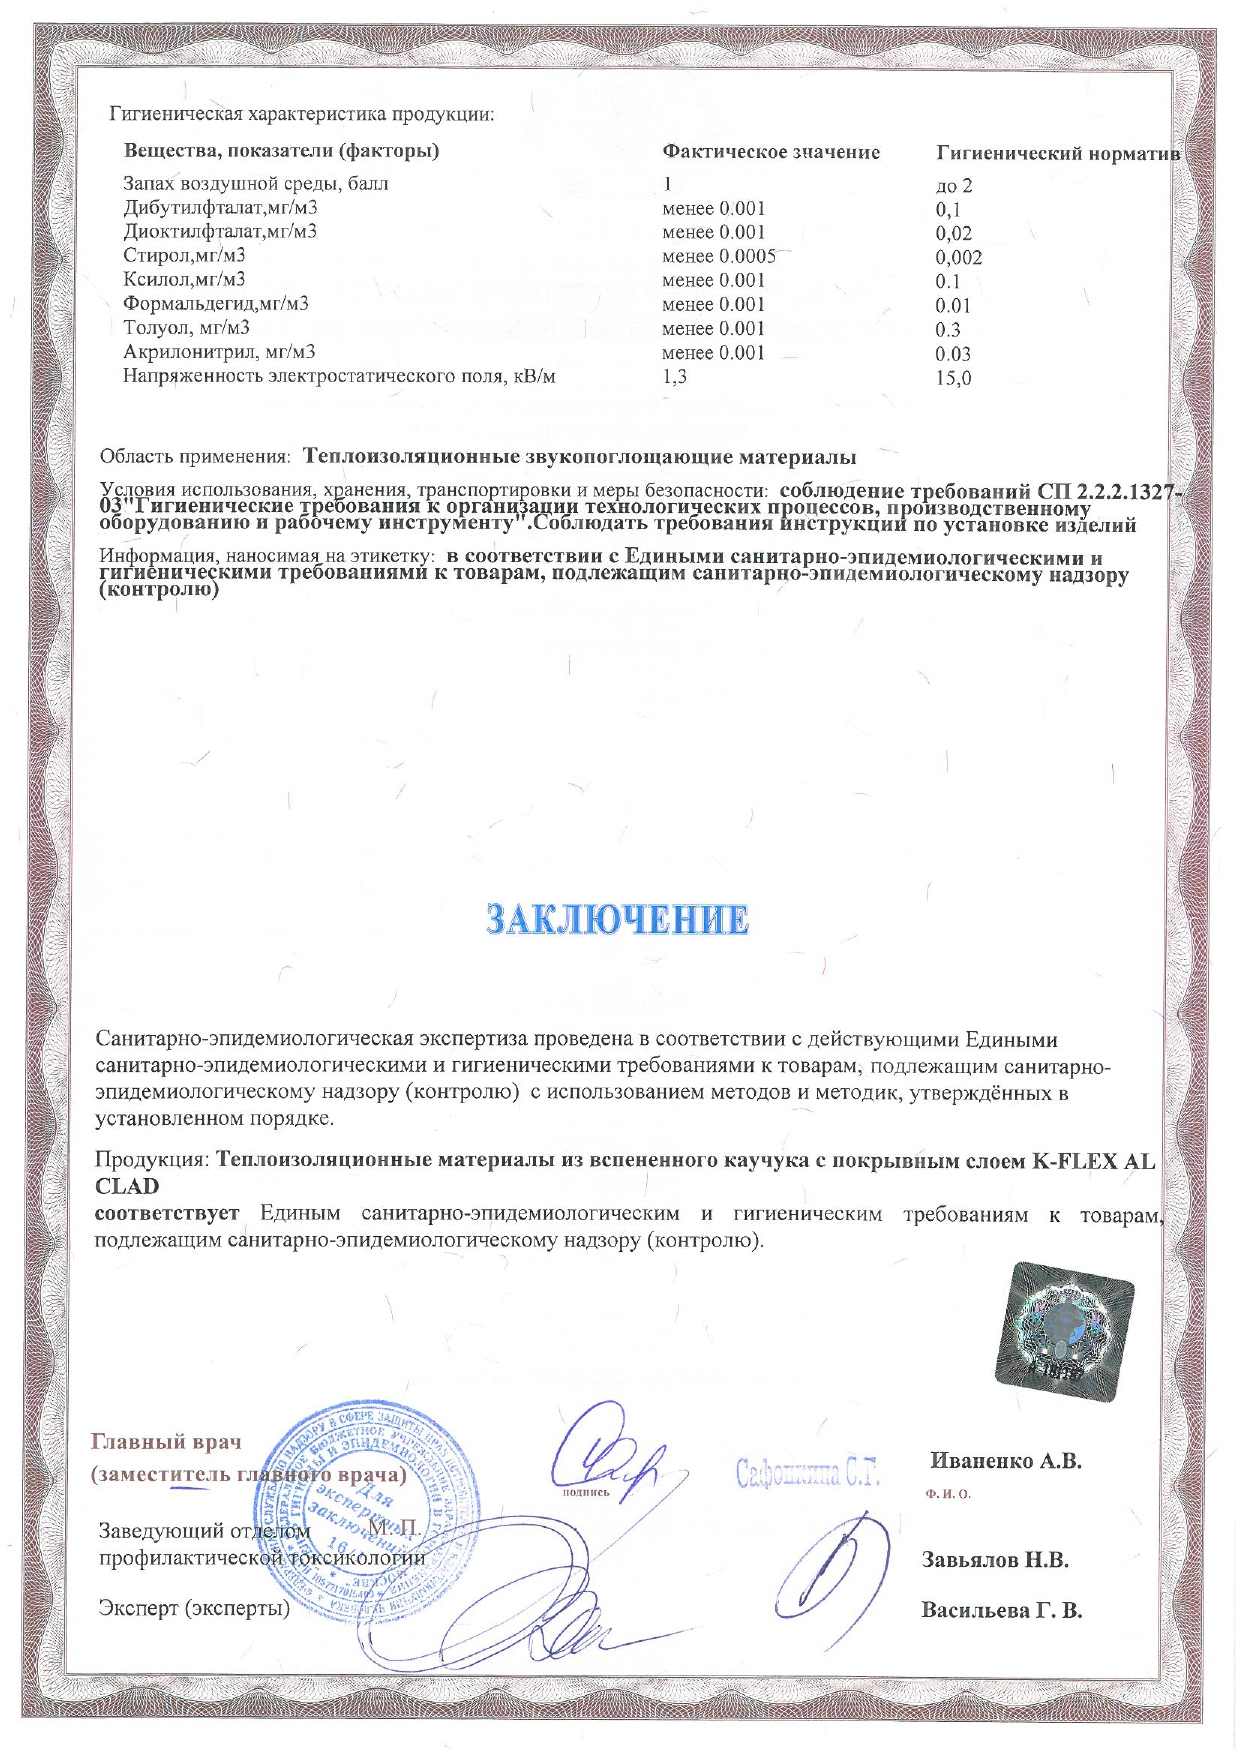 Гигиеническая характеристика продукции:
Вещества, показатели (факторы) Фактическое значение Гигиенический норматив
Запах воздушной среды, балл 1 до 2
Дибутилфталат,мг/м3 менее 0.001 0,1
Диоктилфталат,мг/м3 менее 0.001 0,02
Стирол,мг/м3 менее 0.0005 0,002
Ксилол,мг/м3 менее 0.001 0.1
Формальдегид,мг/м3 менее 0.001 0.01
Толуол, мг/м3 менее 0.001 0.3
Акрилонитрил, мг/м3 менее 0.001 0.03
Напряженность электростатического поля, кВ/м 1,3 15,0
Область применения: Теплоизоляционные звукопоглощающие материалы
Условия использования, хранения, транспортировки и меры безопасности: соблюдение требований СП 2.2.2.1327-
03"Гигиенические требования к организации технологических процессов, производственному
оборудованию и рабочему инструменту".Соблюдать требования инструкции по установке изделий
Информация, наносимая на этикетку: в соответствии с Едиными санитарно-эпидемиологическими и
гигиеническими требованиями к товарам, подлежащим санитарно-эпидемиологическому надзору
(контролю)
ЗАКЛЮЧЕНИЕ
Санитарно-эпидемиологическая экспертиза проведена в соответствии с действующими Едиными
санитарно-эпидемиологическими и гигиеническими требованиями к товарам, подлежащим санитарно-
эпидемиологическому надзору (контролю) с использованием методов и методик, утверждённых в
установленном порядке.
Продукция: Теплоизоляционные материалы из вспененного каучука с покрывным слоем K-FLEX AL
CLAD
соответствует Единым санитарно-эпидемиологическим и гигиеническим требованиям к товарам,
подлежащим санитарно-эпидемиологическому надзору (контролю).
Главный врач
(заместитель главного врача)
подпись
Сафонкина С.Г.
Иваненко А.В.
Ф. И. О.
Для
экспертных
заключений
М. П.
Заведующий отделом
профилактической токсикологии
Завьялов Н.В.
Эксперт (эксперты)
Васильева Г. В.